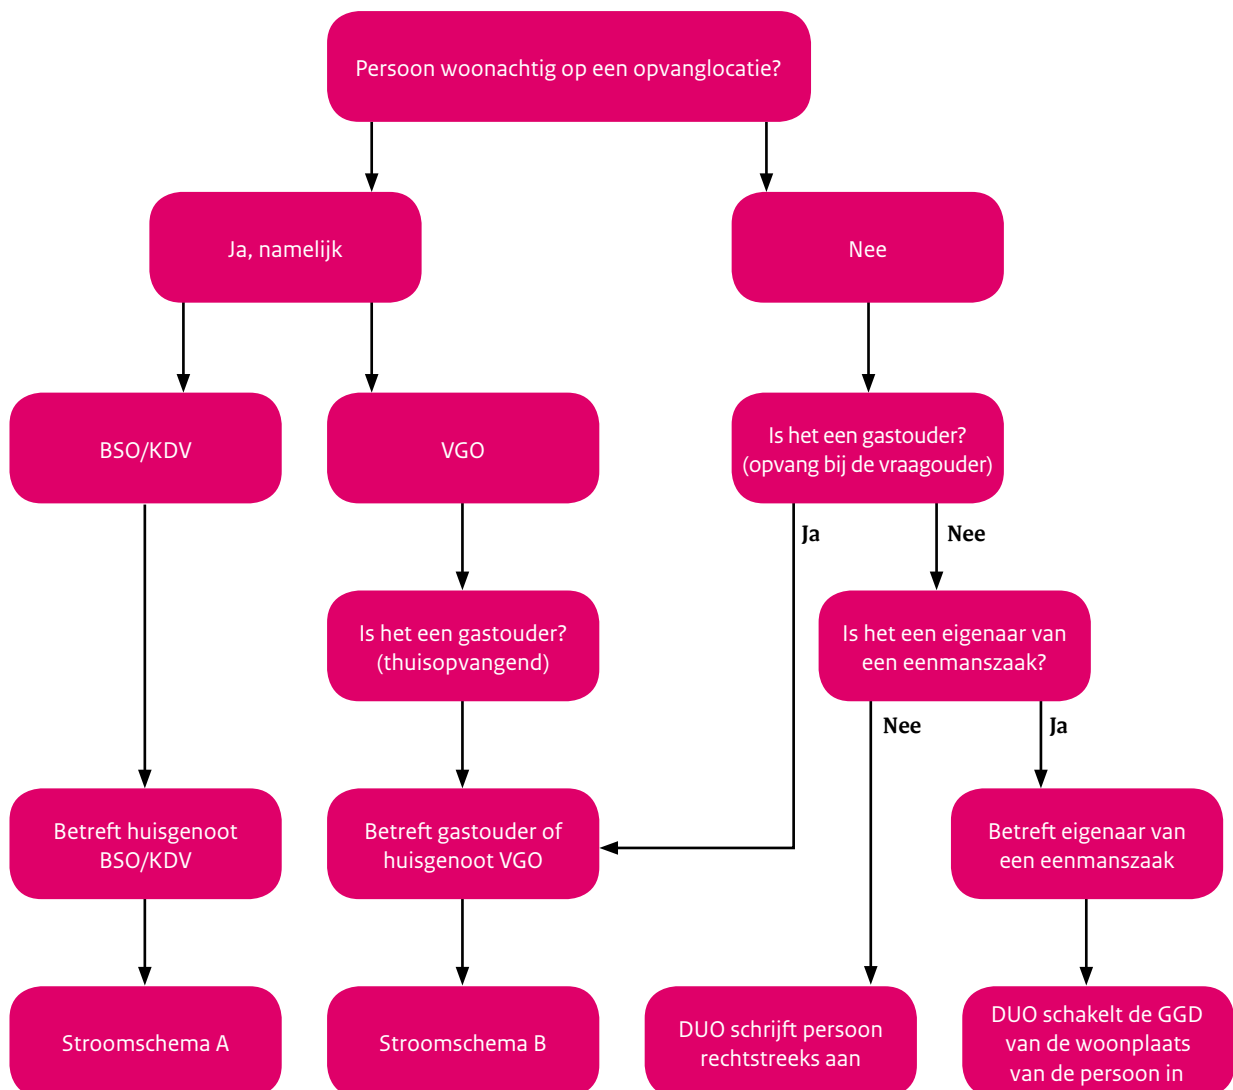 Persoon woonachtig op een opvanglocatie?
Ja, namelijk
Nee
BSO/KDV
VGO
Is het een gastouder?
(opvang bij de vraagouder)
Ja
Nee
Is het een gastouder?
(thuisopvangend)
Is het een eigenaar van
een eenmanszaak?
Nee
Ja
Betreft huisgenoot
BSO/KDV
Betreft gastouder of
huisgenoot VGO
Betreft eigenaar van
een eenmanszaak
Stroomschema A
Stroomschema B
DUO schrijft persoon
rechtstreeks aan
DUO schakelt de GGD
van de woonplaats
van de persoon in